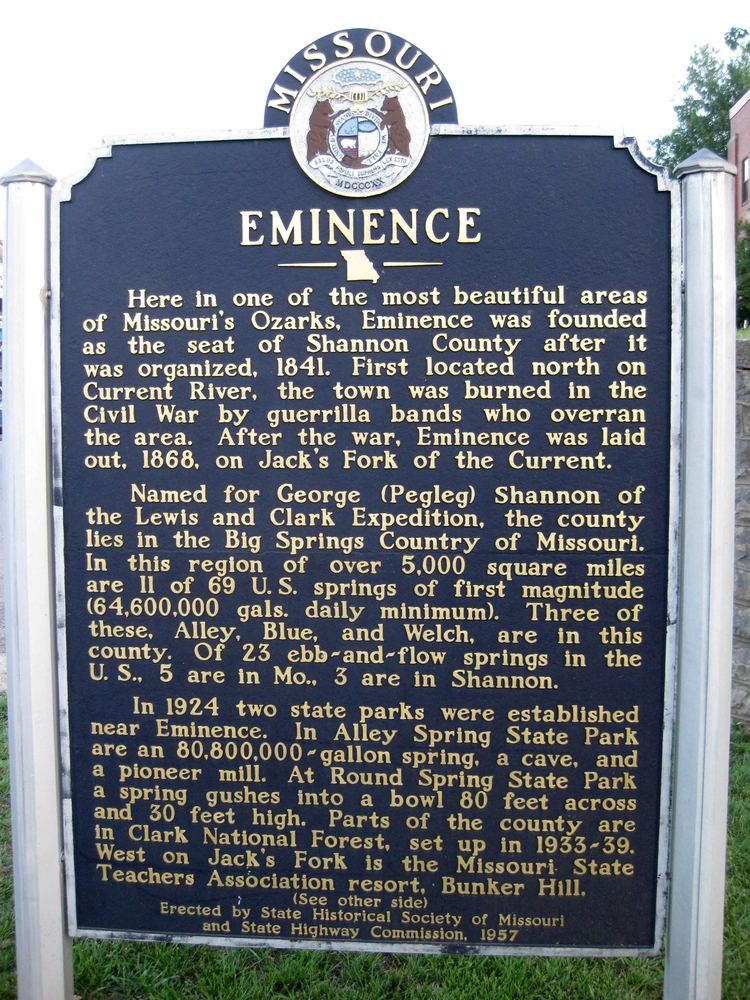 MISSOURI
UNITED WE STAND DIVIDED WE FALL
SALUS POPULI SUPREMA LEX ESTO
MDCCCXX
EMINENCE
Here in one of the most beautiful areas
of Missouri's Ozarks, Eminence was founded
as the seat of Shannon County after it
was organized, 1841. First located north on
Current River, the town was burned in the
Civil War by guerrilla bands who overran
the area. After the war, Eminence was laid
out, 1868, on Jack's Fork of the Current.
Named for George (Pegleg) Shannon of
the Lewis and Clark Expedition, the county
lies in the Big Springs Country of Missouri.
In this region of over 5,000 square miles
are 11 of 69 U.S. springs of first magnitude
(64,600,000 gals. daily minimum). Three of
these, Alley, Blue, and Welch, are in this
county. Of 23 ebb-and-flow springs in the
U.S., 5 are in Mo., 3 are in Shannon.
In 1924 two state parks were established
near Eminence. In Alley Spring State Park
are an 80,800,000-gallon spring, a cave, and
a pioneer mill. At Round Spring State Park
a spring gushes into a bowl 80 feet across
and 30 feet high. Parts of the county are
in Clark National Forest, set up in 1933-39.
West on Jack's Fork is the Missouri State
Teachers Association resort, Bunker Hill.
(See other side)
Erected by State Historical Society of Missouri
and State Highway Commission, 1957